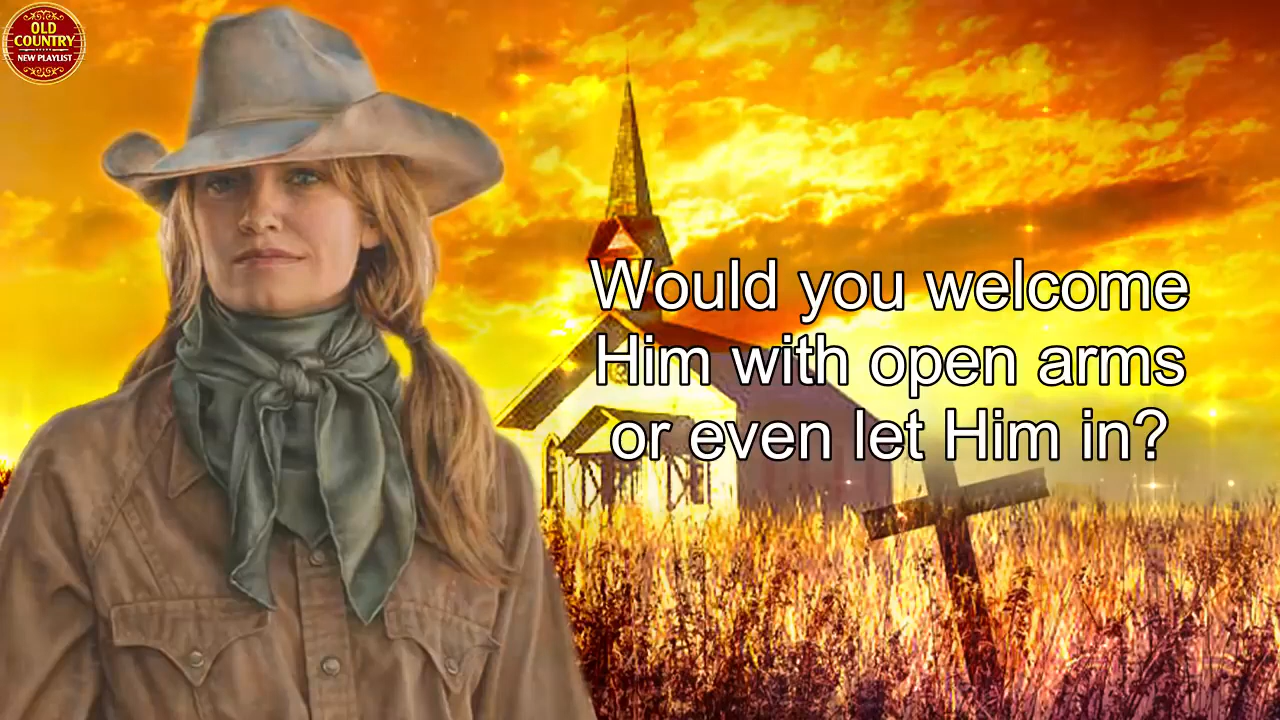 OLD
COUNTRY
NEW PLAYLIST
Would you welcome
Him with open arms
or even let Him in?